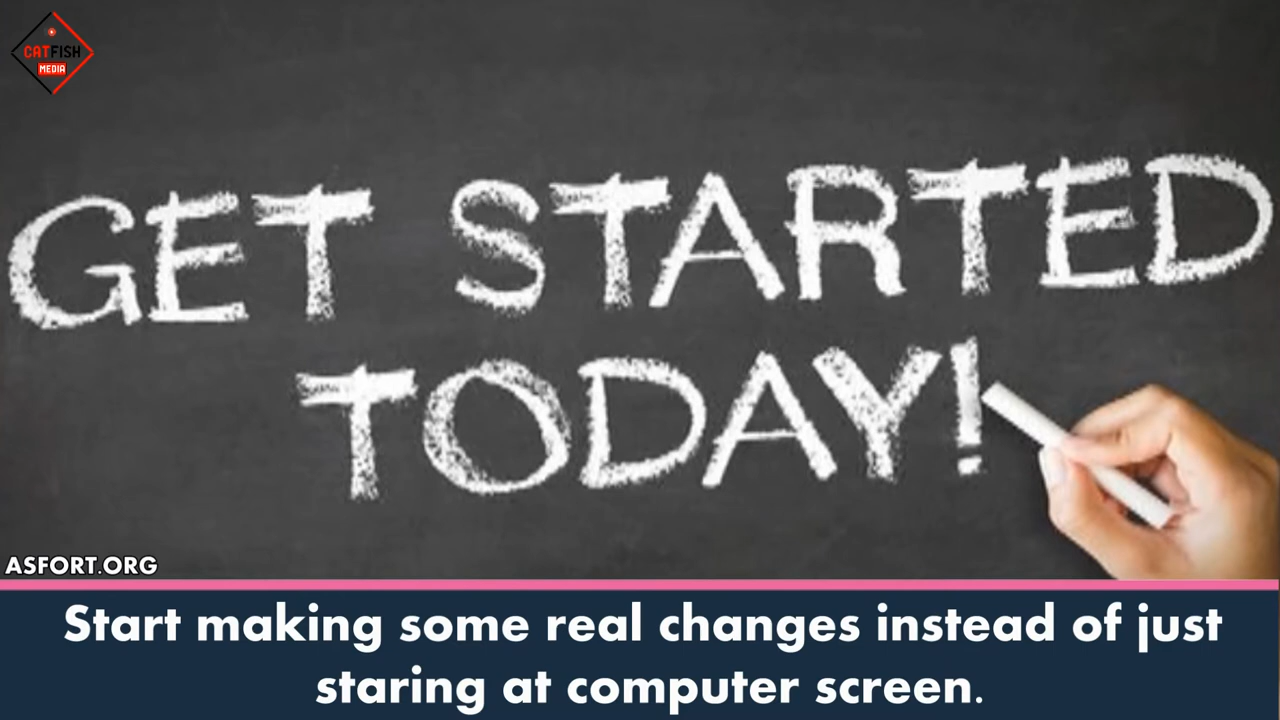 CATFISH
MEDIA
GET STARTED
TODAY!
ASFORT.ORG
Start making some real changes instead of just
staring at computer screen.